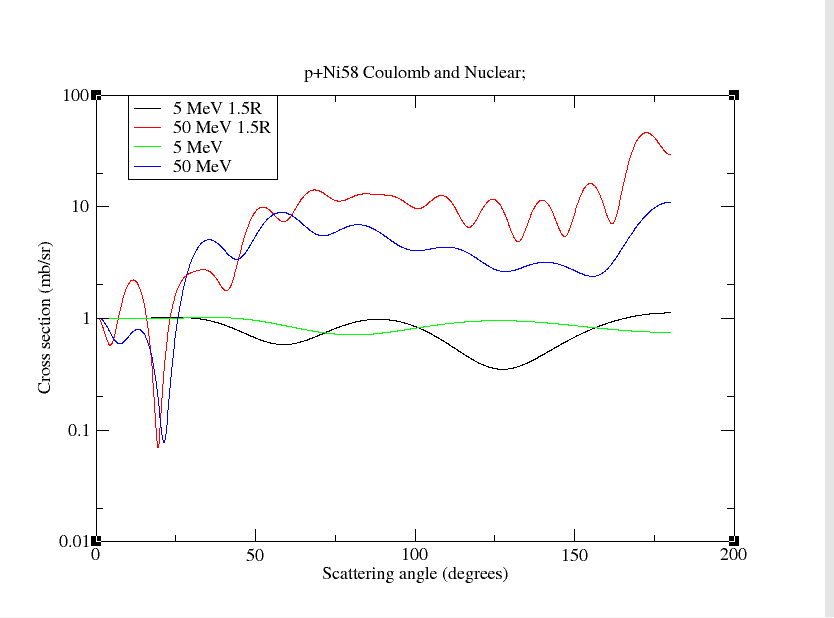 p+Ni58 Coulomb and Nuclear;
100
5 MeV 1.5R
50 MeV 1.5R
5 MeV
50 MeV
10
Cross section (mb/sr)
1
0.1
0.01
0 50 100 150 200
Scattering angle (degrees)